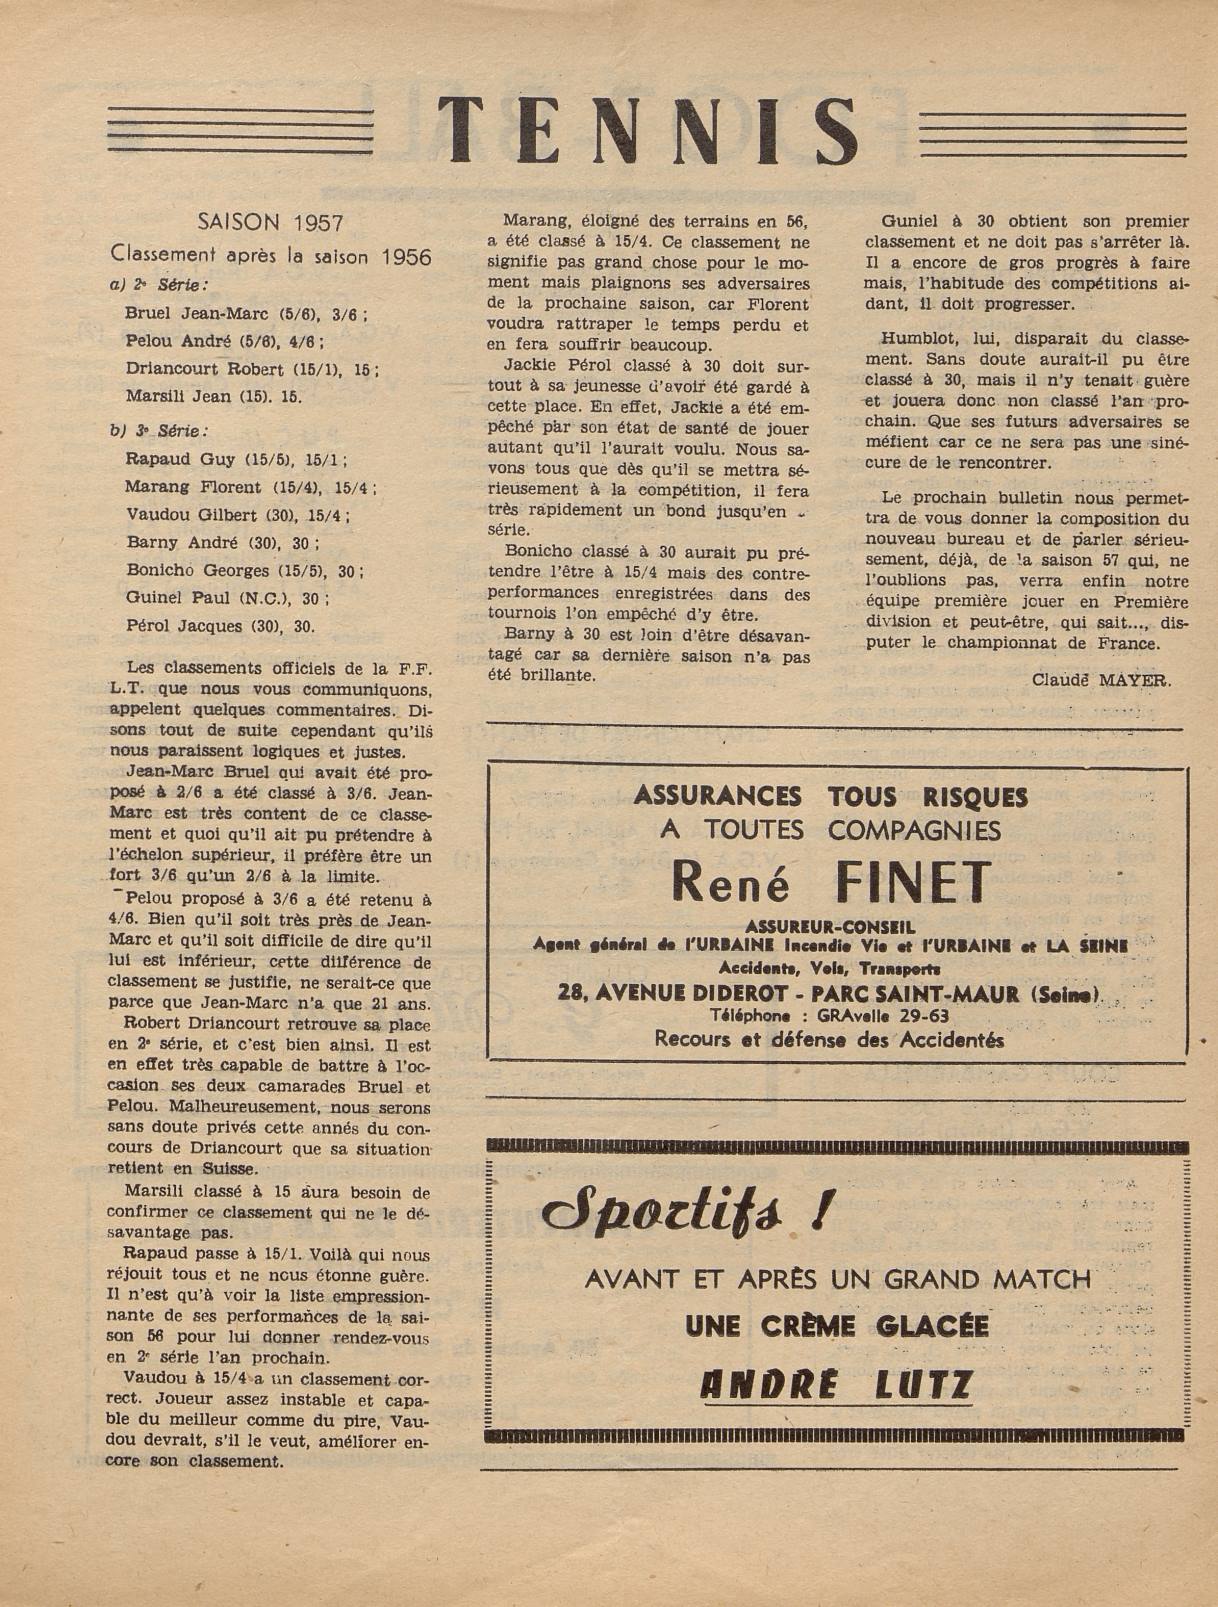 TENNIS
SAISON 1957
Classement après la saison 1956
a) 2e Série :
Bruel Jean-Marc (5/6), 3/6 ;
Pelou André (5/6), 4/6 ;
Driancourt Robert (15/1), 15 ;
Marsili Jean (15). 15.
b) 3e Série :
Rapaud Guy (15/5), 15/1 ;
Marang Florent (15/4), 15/4 ;
Vaudou Gilbert (30), 15/4 ;
Barny André (30), 30 ;
Bonicho Georges (15/5), 30 ;
Guinel Paul (N.C.), 30 ;
Pérol Jacques (30), 30.
Les classements officiels de la F.F.
L.T. que nous vous communiquons,
appelent quelques commentaires. Di-
sons tout de suite cependant qu'ils
nous paraissent logiques et justes.
Jean-Marc Bruel qui avait été pro-
posé à 2/6 a été classé à 3/6. Jean-
Marc est très content de ce classe-
ment et quoi qu'il ait pu prétendre à
l'échelon supérieur, il préfère être un
fort 3/6 qu'un 2/6 à la limite.
Pelou proposé à 3/6 a été retenu à
4/6. Bien qu'il soit très près de Jean-
Marc et qu'il soit difficile de dire qu'il
lui est inférieur, cette différence de
classement se justifie, ne serait-ce que
parce que Jean-Marc n'a que 21 ans.
Robert Driancourt retrouve sa place
en 2e série, et c'est bien ainsi. Il est
en effet très capable de battre à l'oc-
casion ses deux camarades Bruel et
Pelou. Malheureusement, nous serons
sans doute privés cette annés du con-
cours de Driancourt que sa situation
retient en Suisse.
Marsili classé à 15 aura besoin de
confirmer ce classement qui ne le dé-
savantage pas.
Rapaud passe à 15/1. Voilà qui nous
réjouit tous et ne nous étonne guère.
Il n'est qu'à voir la liste empression-
nante de ses performances de la sai-
son 56 pour lui donner rendez-vous
en 2e série l'an prochain.
Vaudou à 15/4 a un classement cor-
rect. Joueur assez instable et capa-
ble du meilleur comme du pire, Vau-
dou devrait, s'il le veut, améliorer en-
core son classement.
Marang, éloigné des terrains en 56,
a été classé à 15/4. Ce classement ne
signifie pas grand chose pour le mo-
ment mais plaignons ses adversaires
de la prochaine saison, car Florent
voudra rattraper le temps perdu et
en fera souffrir beaucoup.
Jackie Pérol classé à 30 doit sur-
tout à sa jeunesse d'avoir été gardé à
cette place. En effet, Jackie a été em-
pêché par son état de santé de jouer
autant qu'il l'aurait voulu. Nous sa-
vons tous que dès qu'il se mettra sé-
rieusement à la compétition, il fera
très rapidement un bond jusqu'en
série.
Bonicho classé à 30 aurait pu pré-
tendre l'être à 15/4 mais des contre-
performances enregistrées dans des
tournois l'on empêché d'y être.
Barny à 30 est loin d'être désavan-
tagé car sa dernière saison n'a pas
été brillante.
Guniel à 30 obtient son premier
classement et ne doit pas s'arrêter là.
Il a encore de gros progrès à faire
mais, l'habitude des compétitions ai-
dant, il doit progresser.
Humblot, lui, disparaît du classe-
ment. Sans doute aurait-il pu être
classé à 30, mais il n'y tenait guère
et jouera donc non classé l'an pro-
chain. Que ses futurs adversaires se
méfient car ce ne sera pas une siné-
cure de le rencontrer.
Le prochain bulletin nous permet-
tra de vous donner la composition du
nouveau bureau et de parler sérieu-
sement, déjà, de la saison 57 qui, ne
l'oublions pas, verra enfin notre
équipe première jouer en Première
division et peut-être, qui sait..., dis-
puter le championnat de France.
Claude MAYER.
ASSURANCES TOUS RISQUES
A TOUTES COMPAGNIES
René FINET
ASSUREUR-CONSEIL
Agent général de l'URBAINE Incendie Vie et l'URBAINE et LA SEINE
Accidents, Vols, Transports
28, AVENUE DIDEROT - PARC SAINT-MAUR (Seine)
Téléphone : GRAvelle 29-63
Recours et défense des Accidentés
Sportifs !
AVANT ET APRÈS UN GRAND MATCH
UNE CRÈME GLACÉE
ANDRÉ LUTZ